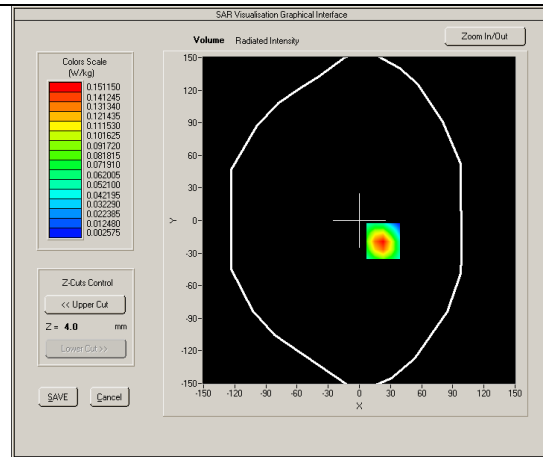 SAR Visualisation Graphical Interface
Volume Radiated Intensity
Zoom In/Out
Colors Scale
(W/kg)
0.151150
0.141245
0.131340
0.121435
0.111530
0.101625
0.091720
0.081815
0.071910
0.062005
0.052100
0.042195
0.032290
0.022385
0.012480
0.002575
Z-Cuts Control
<< Upper Cut
Z = 4.0 mm
Lower Cut >>
SAVE Cancel
150
120
90
60
30
0
-30
-60
-90
-120
-150
Y
-150 -120 -90 -60 -30 0 30 60 90 120 150
X